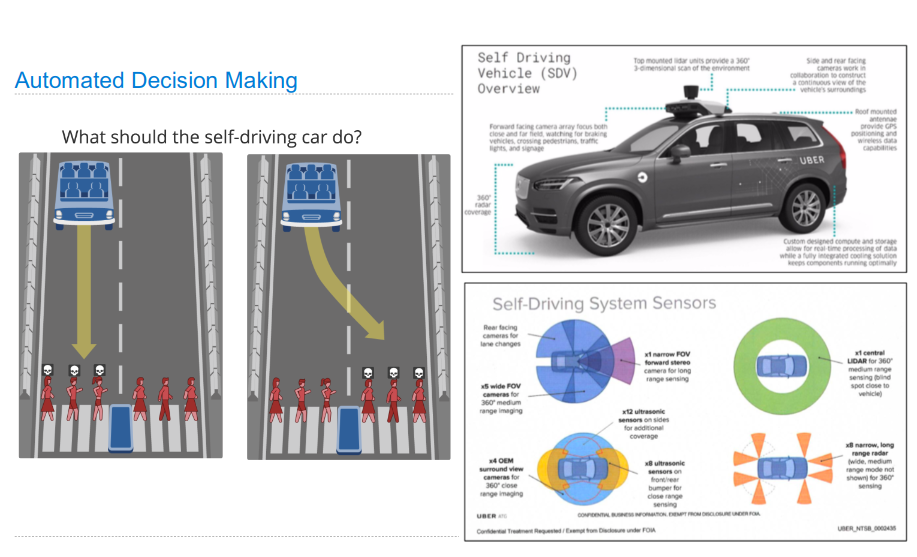 Automated Decision Making
What should the self-driving car do?
Self Driving
Vehicle (SDV)
Overview
Top mounted lidar units provide a 360°
3-dimensional scan of the environment
Side and rear facing
cameras work in
collaboration to construct
a continuous view of the
vehicle's surroundings
Roof mounted
antennae
provide GPS
positioning and
wireless data
capabilities
Forward facing camera array focus both
close and far field, watching for braking
vehicles, crossing pedestrians, traffic
lights, and signage
UBER
360°
radar
coverage
Custom designed compute and storage
allow for real-time processing of data
while a fully integrated cooling solution
keeps components running optimally
Self-Driving System Sensors
Rear facing
cameras for
lane changes
x1 narrow FOV
forward stereo
camera for long
range sensing
x5 wide FOV
cameras for
360° medium
range imaging
x1 central
LIDAR for 360°
medium range
sensing (blind
spot close to
vehicle)
x12 ultrasonic
sensors on sides
for additional
coverage
x4 OEM
surround view
cameras for
360° close
range imaging
x8 ultrasonic
sensors on
front/rear
bumper for
close range
sensing
x8 narrow, long
range radar
(wide, medium
range mode not
shown) for 360°
sensing
UBER ATG
CONFIDENTIAL BUSINESS INFORMATION. EXEMPT FROM DISCLOSURE UNDER FOIA.
Confidential Treatment Requested / Exempt from Disclosure under FOIA
UBER_NTSB_0002435